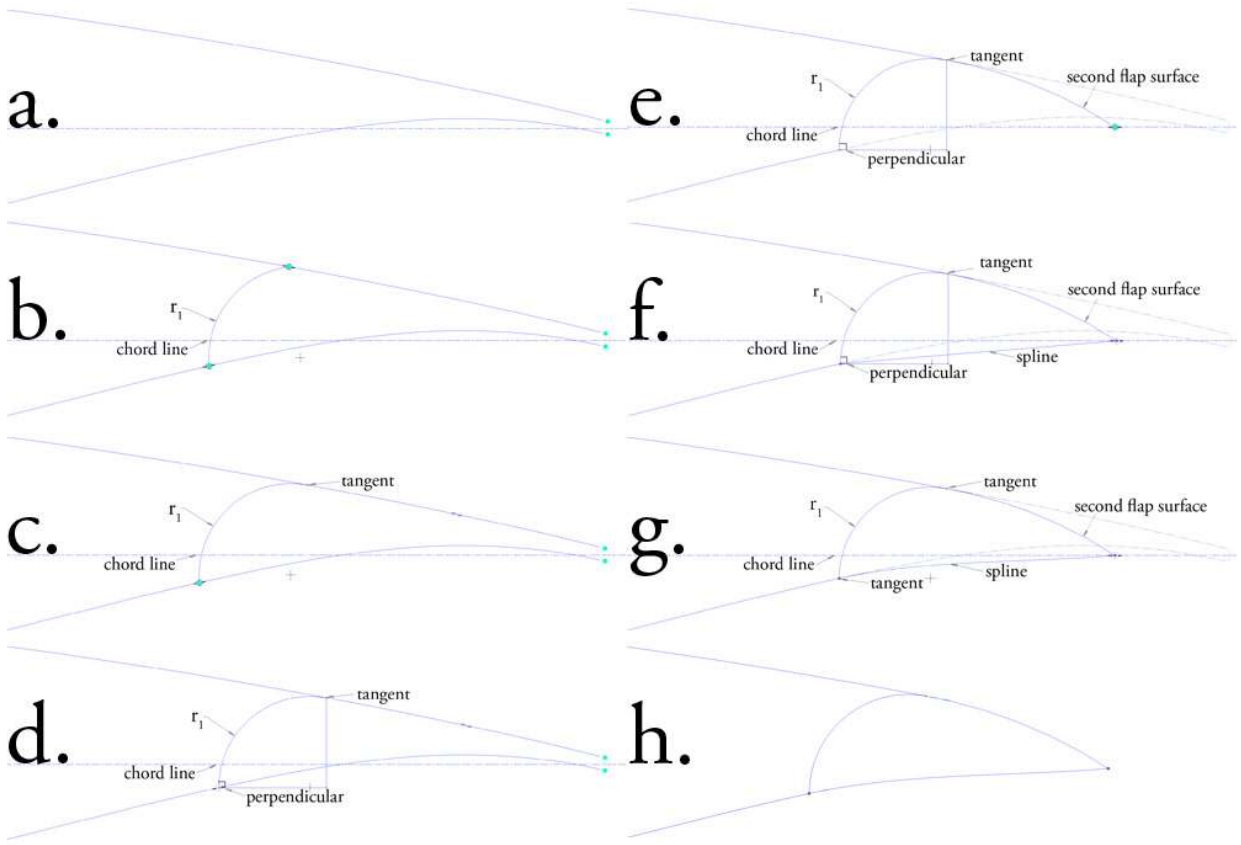 a.
b.
r1
chord line
c.
tangent
r1
chord line
d.
tangent
r1
chord line
perpendicular
e.
tangent
r1
second flap surface
chord line
perpendicular
f.
tangent
r1
second flap surface
chord line
spline
perpendicular
g.
tangent
r1
second flap surface
chord line
spline
tangent
h.